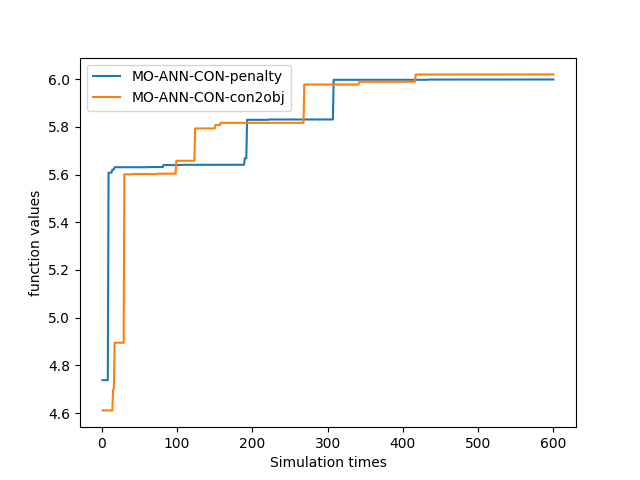 MO-ANN-CON-penalty
MO-ANN-CON-con2obj
function values
6.0
5.8
5.6
5.4
5.2
5.0
4.8
4.6
0 100 200 300 400 500 600
Simulation times